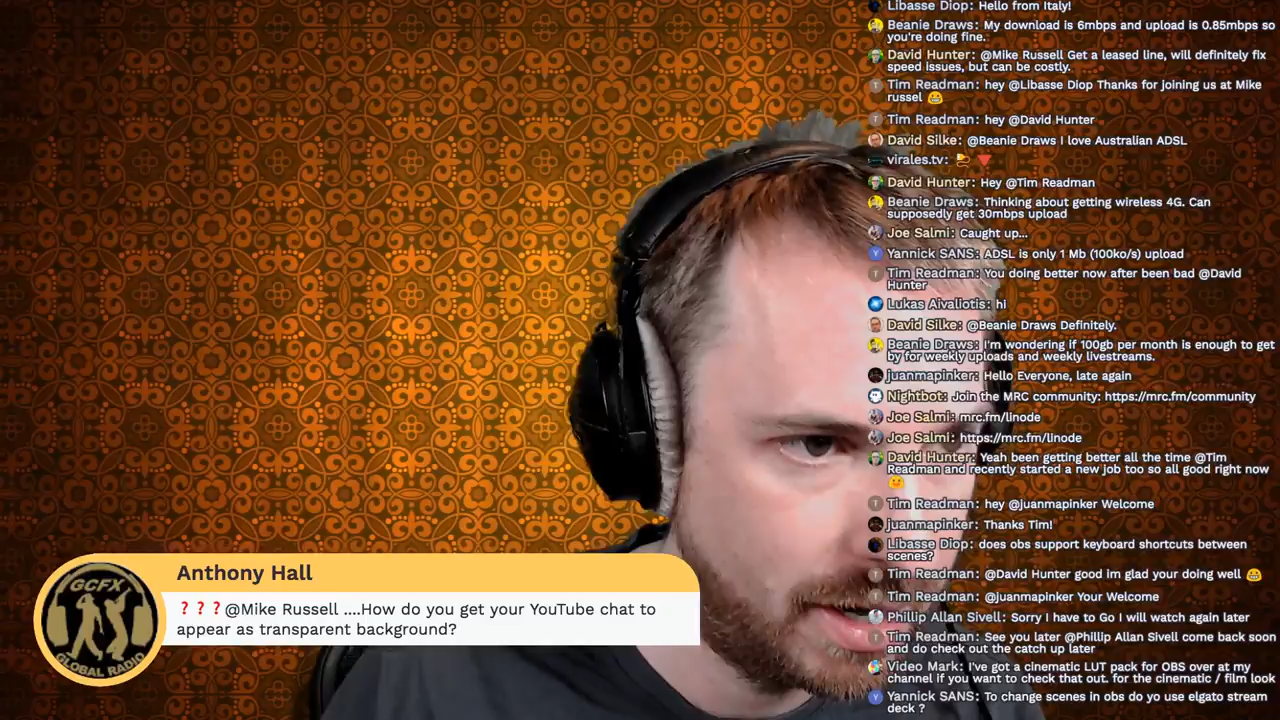 Libasse Diop: Hello from Italy!
Beanie Draws: My download is 6mbps and upload is 0.85mbps so
you're doing fine.
David Hunter: @Mike Russell Get a leased line, will definitely fix
speed issues, but can be costly.
Tim Readman: hey @Libasse Diop Thanks for joining us at Mike
russel 😀
Tim Readman: hey @David Hunter
David Silke: @Beanie Draws I love Australian ADSL
virales.tv:
David Hunter: Hey @Tim Readman
Beanie Draws: Thinking about getting wireless 4G. Can
supposedly get 30mbps upload
Joe Salmi: Caught up...
Yannick SANS: ADSL is only 1 Mb (100ko/s) upload
Tim Readman: You doing better now after been bad @David
Hunter
Lukas Aivaliotis: hi
David Silke: @Beanie Draws Definitely.
Beanie Draws: I'm wondering if 100gb per month is enough to get
by for weekly uploads and weekly livestreams.
juanmapinker: Hello Everyone, late again
Nightbot: Join the MRC community: https://mrc.fm/community
Joe Salmi: mrc.fm/linode
Joe Salmi: https://mrc.fm/linode
David Hunter: Yeah been getting better all the time @Tim
Readman and recently started a new job too so all good right now
🙂
Tim Readman: hey @juanmapinker Welcome
juanmapinker: Thanks Tim!
Libasse Diop: does obs support keyboard shortcuts between
scenes?
Tim Readman: @David Hunter good im glad your doing well 😀
Tim Readman: @juanmapinker Your Welcome
Phillip Allan Sivell: Sorry I have to Go I will watch again later
Tim Readman: See you later @Phillip Allan Sivell come back soon
and do check out the catch up later
Video Mark: I've got a cinematic LUT pack for OBS over at my
channel if you want to check that out. for the cinematic / film look
Yannick SANS: To change scenes in obs do yo use elgato stream
deck ?
GCFX
GLOBAL RADIO
Anthony Hall
❓❓❓@Mike Russell ....How do you get your YouTube chat to
appear as transparent background?